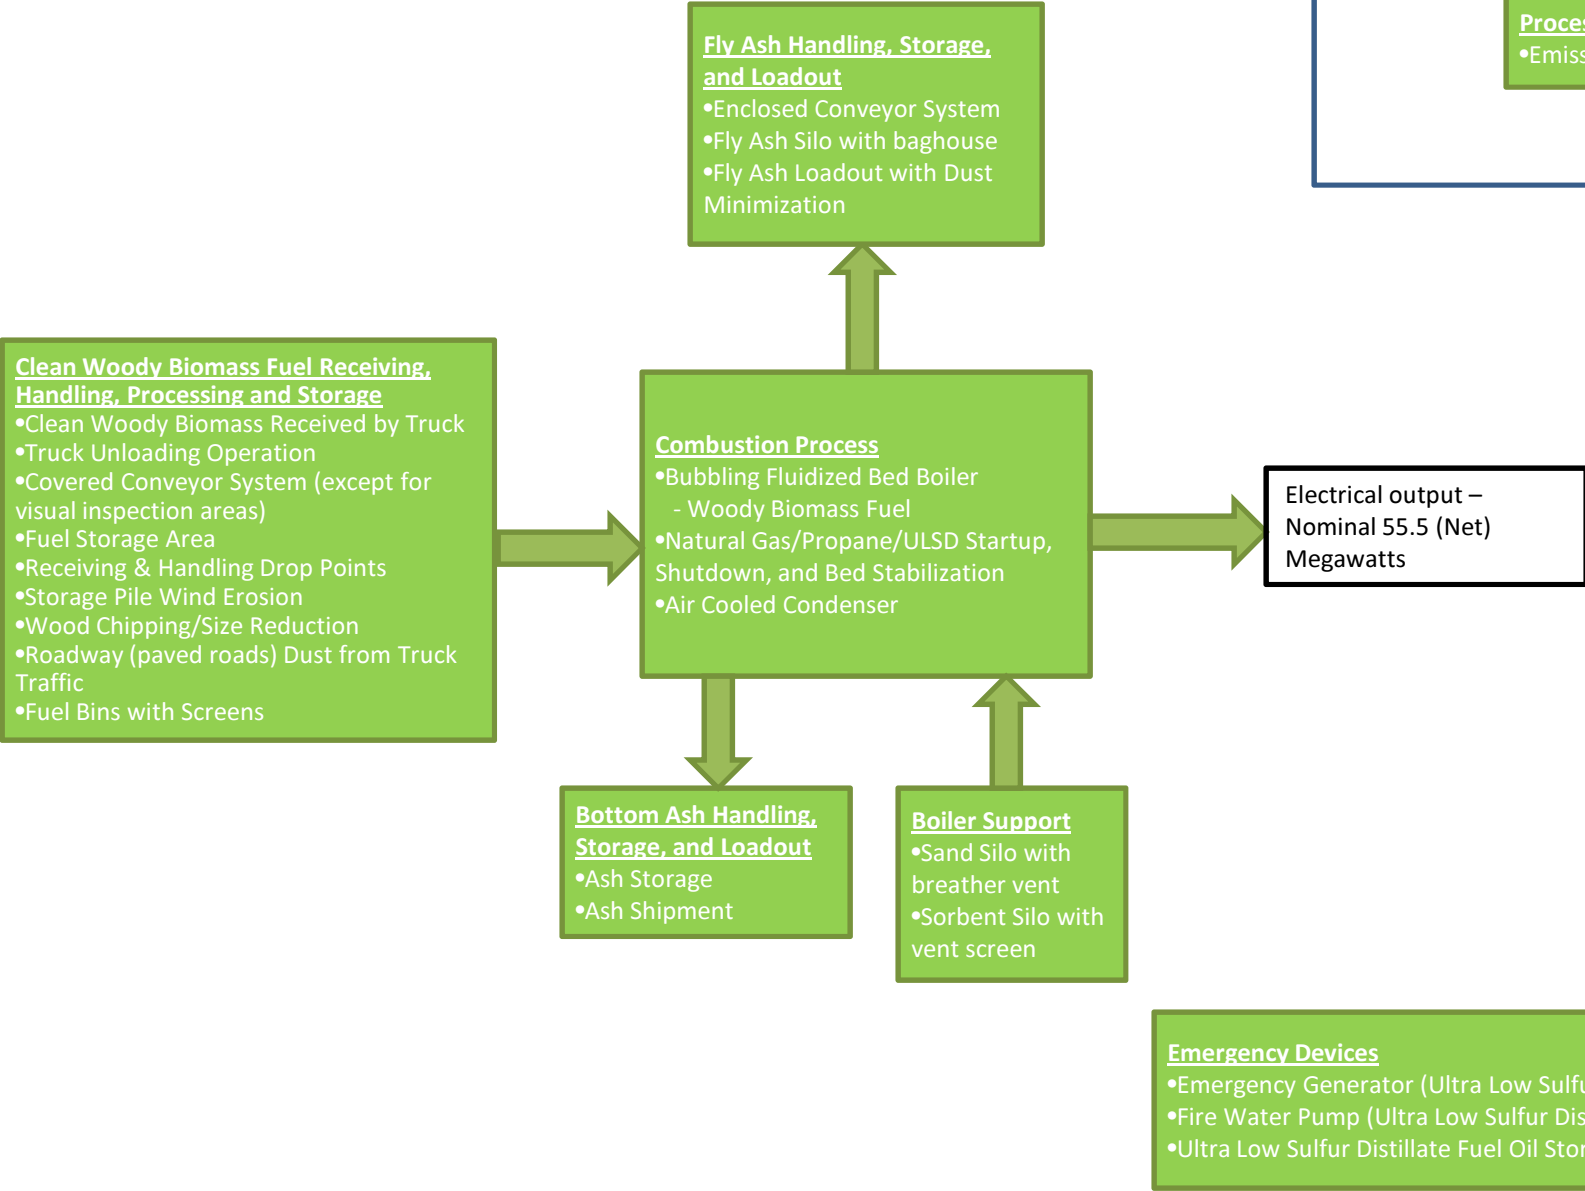 Proces
•Emiss
Fly Ash Handling, Storage,
and Loadout
•Enclosed Conveyor System
•Fly Ash Silo with baghouse
•Fly Ash Loadout with Dust
Minimization
Clean Woody Biomass Fuel Receiving,
Handling, Processing and Storage
•Clean Woody Biomass Received by Truck
•Truck Unloading Operation
•Covered Conveyor System (except for
visual inspection areas)
•Fuel Storage Area
•Receiving & Handling Drop Points
•Storage Pile Wind Erosion
•Wood Chipping/Size Reduction
•Roadway (paved roads) Dust from Truck
Traffic
•Fuel Bins with Screens
Combustion Process
•Bubbling Fluidized Bed Boiler
- Woody Biomass Fuel
•Natural Gas/Propane/ULSD Startup,
Shutdown, and Bed Stabilization
•Air Cooled Condenser
Electrical output –
Nominal 55.5 (Net)
Megawatts
Bottom Ash Handling,
Storage, and Loadout
•Ash Storage
•Ash Shipment
Boiler Support
•Sand Silo with
breather vent
•Sorbent Silo with
vent screen
Emergency Devices
•Emergency Generator (Ultra Low Sulfu
•Fire Water Pump (Ultra Low Sulfur Dis
•Ultra Low Sulfur Distillate Fuel Oil Stor